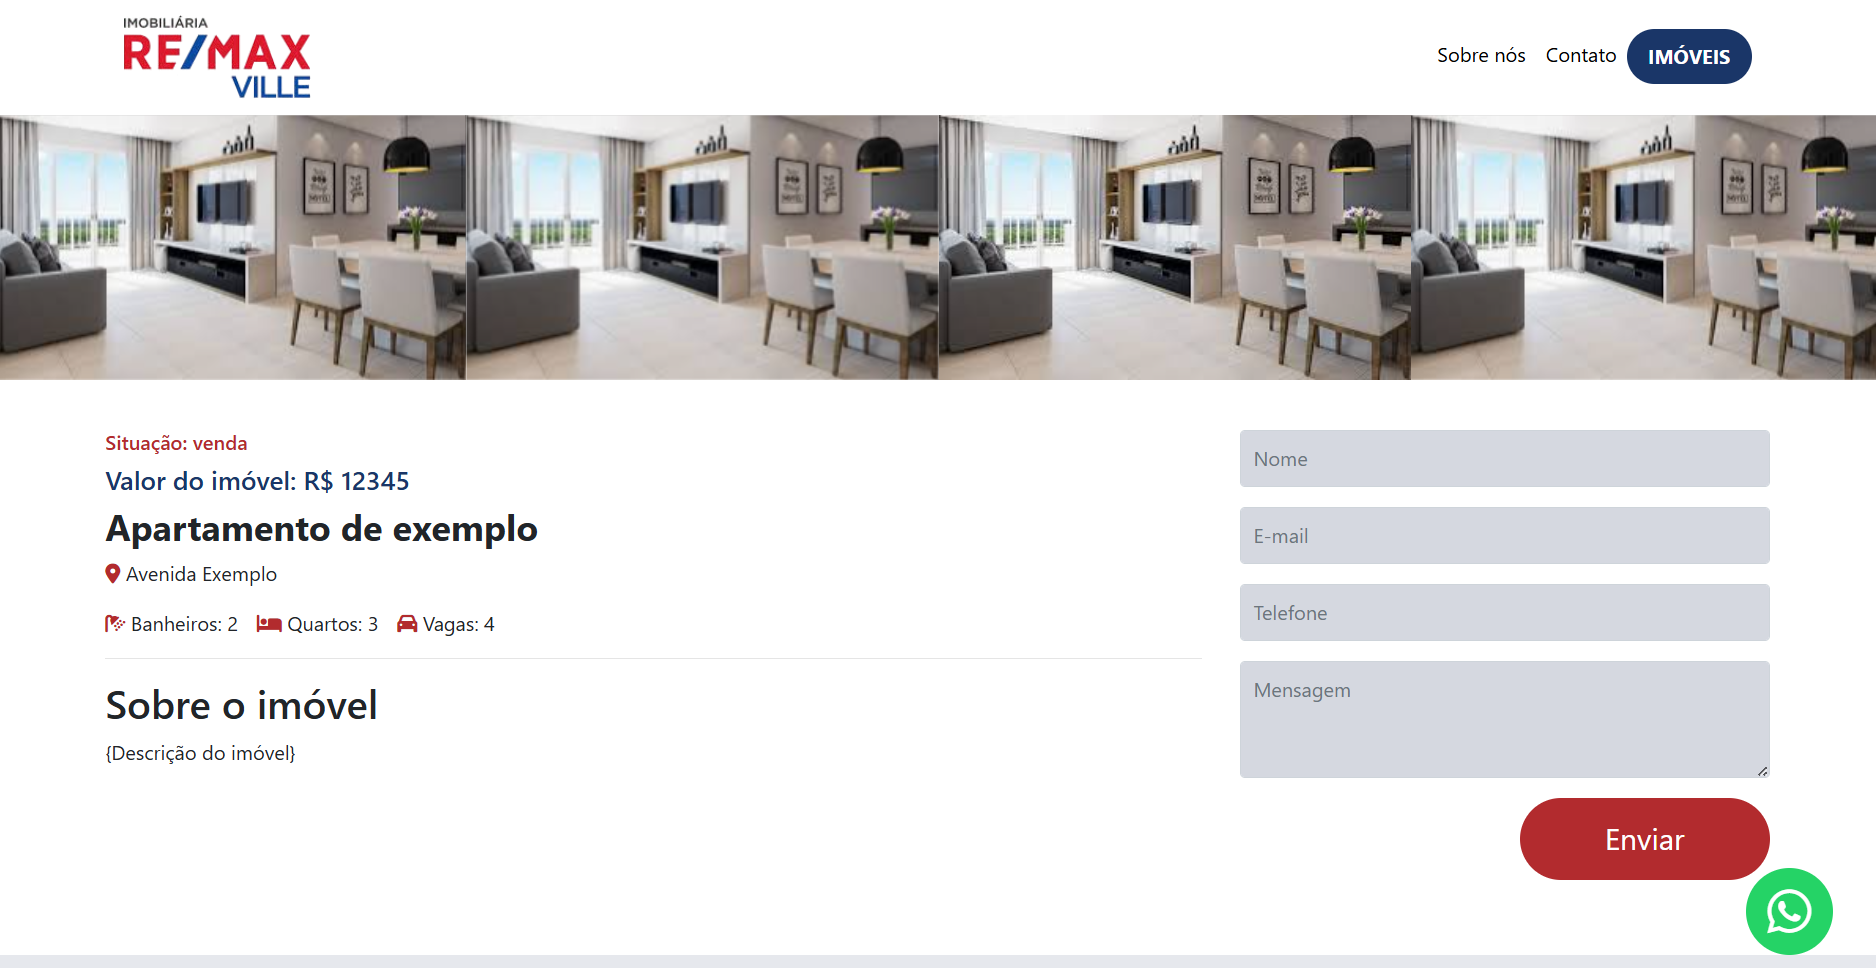 IMOBILIÁRIA
RE/MAX
VILLE
Sobre nós Contato IMÓVEIS
Situação: venda
Valor do imóvel: R$ 12345
Apartamento de exemplo
Avenida Exemplo
Banheiros: 2 Quartos: 3 Vagas: 4
Sobre o imóvel
{Descrição do imóvel}
Nome
E-mail
Telefone
Mensagem
Enviar